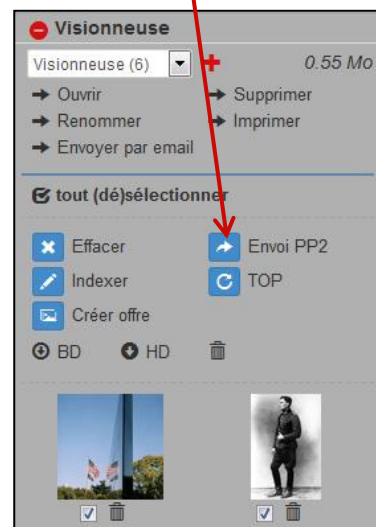 Visionneuse
Visionneuse (6) 0.55 Mo
Ouvrir Supprimer
Renommer Imprimer
Envoyer par email
tout (dé)sélectionner
Effacer Envoi PP2
Indexer TOP
Créer offre
BD HD